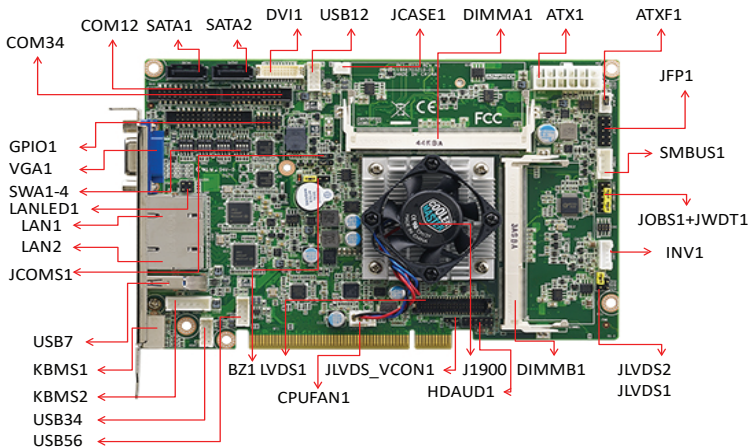 COM12 SATA1 SATA2 DVI1 USB12 JCASE1 DIMMA1 ATX1 ATXF1
COM34
JFP1
GPIO1
VGA1
SMBUS1
SWA1-4
LANLED1
LAN1
JOBS1+JWDT1
LAN2
INV1
JCOMS1
USB7
KBMS1
BZ1 LVDS1 JLVDS_VCON1 J1900 DIMMB1 JLVDS2
KBMS2
CPUFAN1 HDAUD1 JLVDS1
USB34
USB56
CE
FCC
COOLER
MASTER